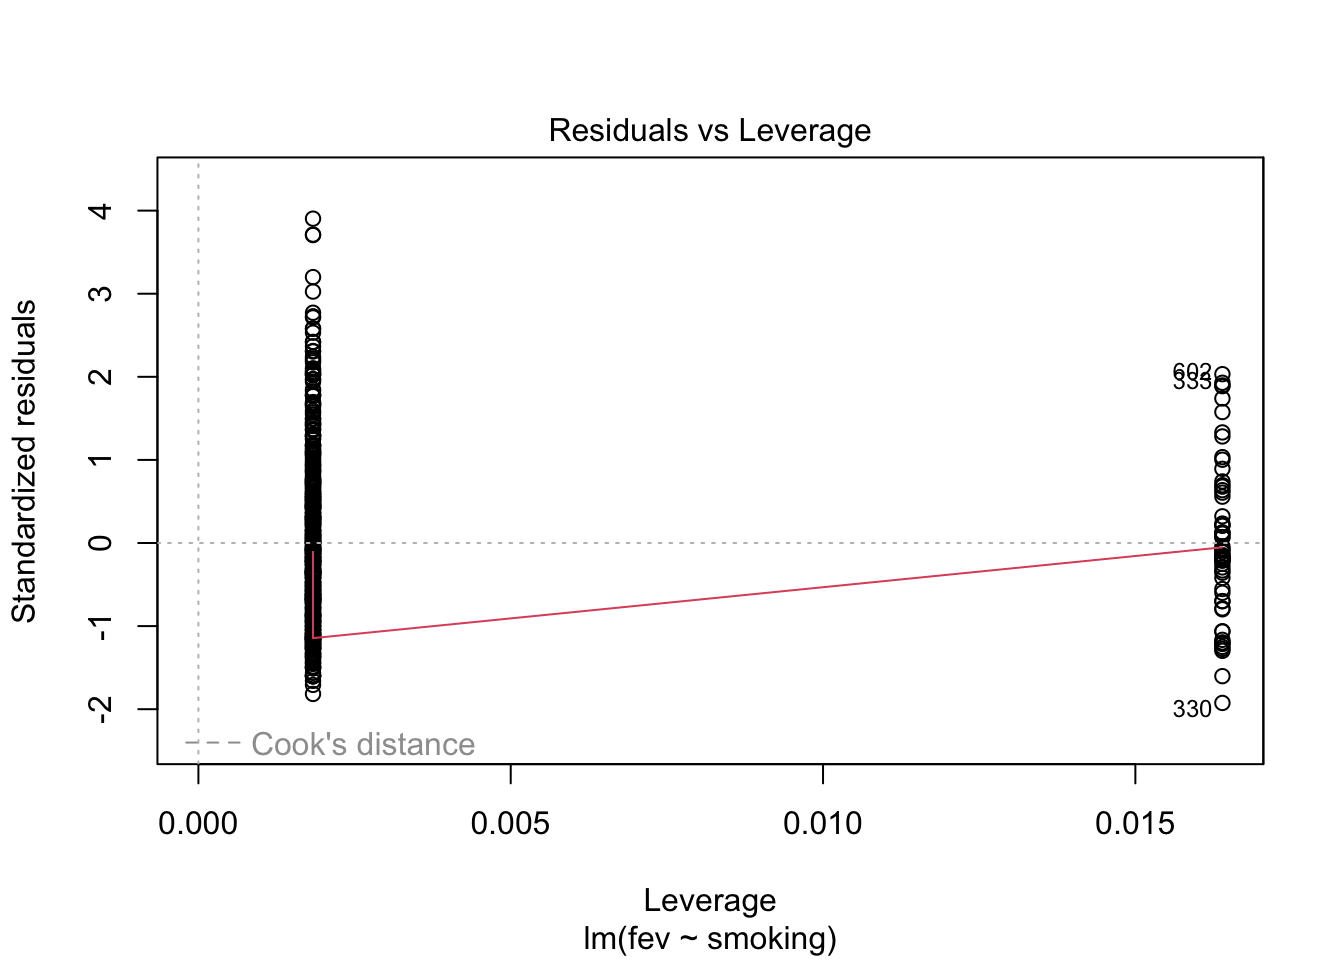 Residuals vs Leverage
Standardized residuals
4
3
2
1
0
-1
-2
602
333
330
Cook's distance
0.000 0.005 0.010 0.015
Leverage
lm(fev ~ smoking)